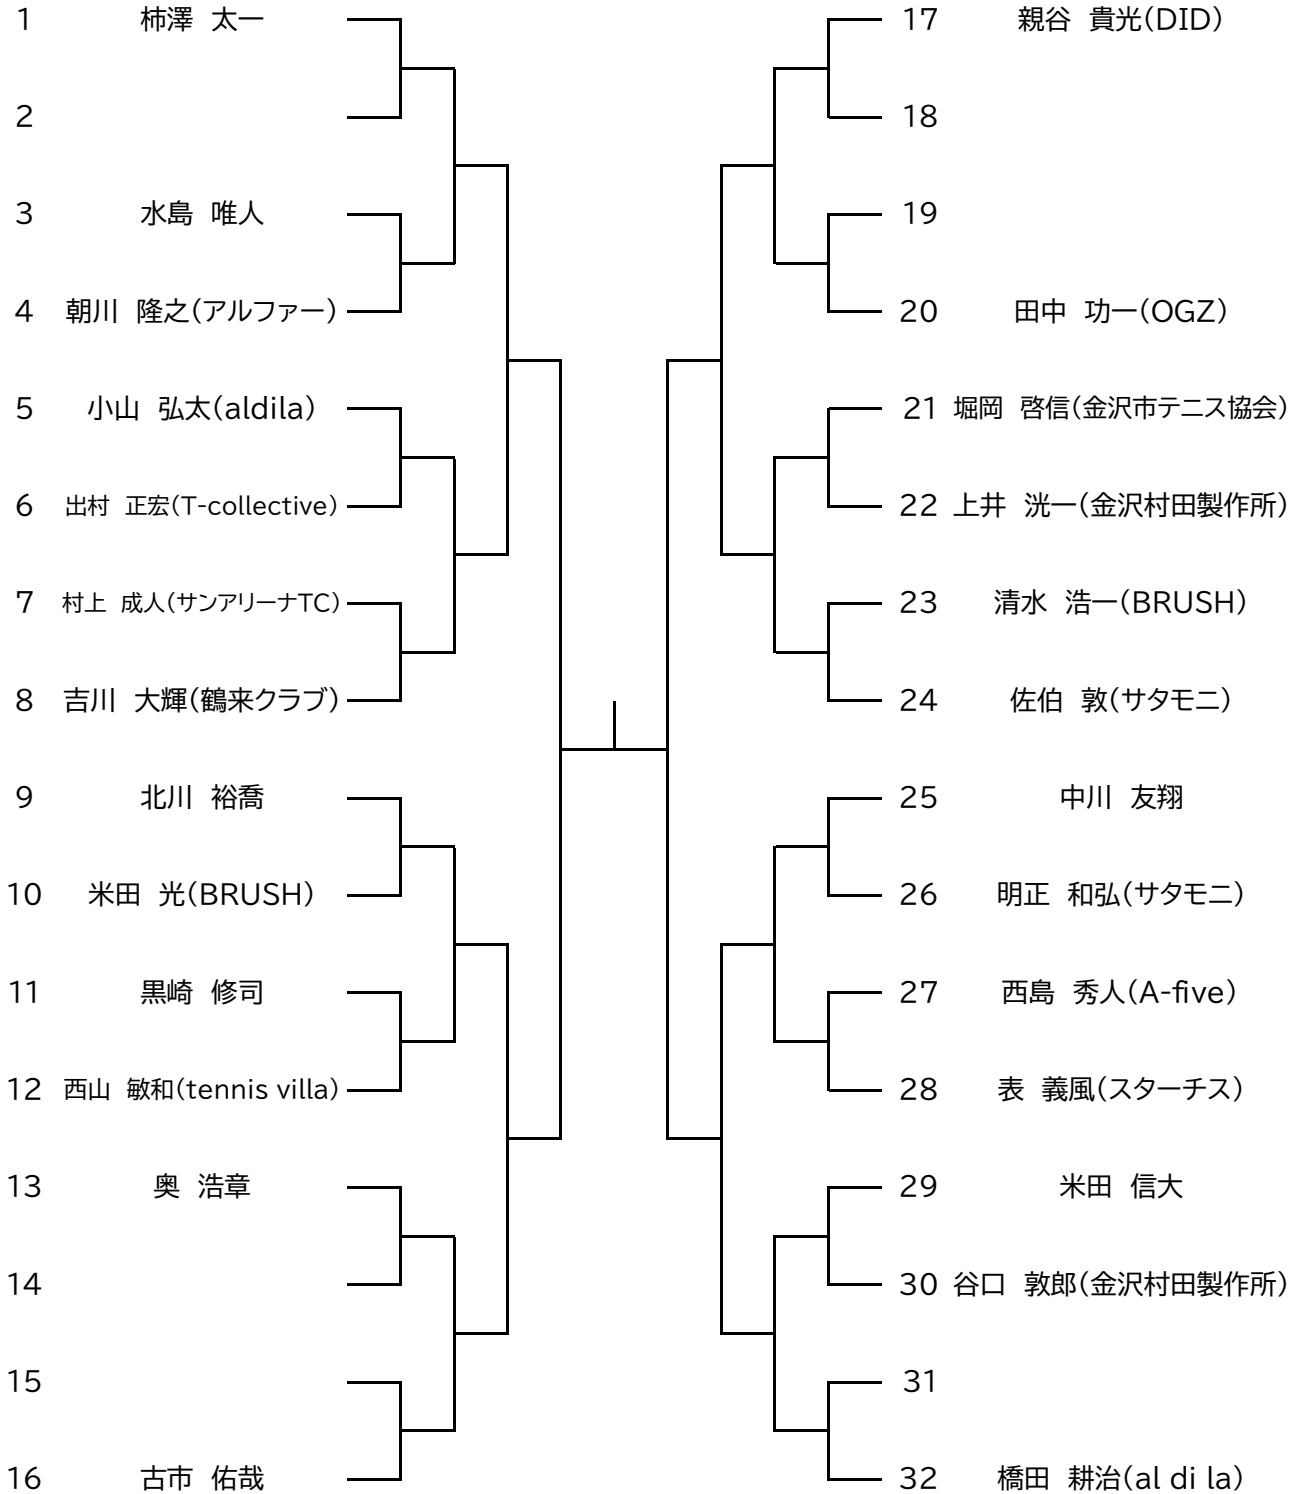 1 柿澤　太一
2
3 水島　唯人
4 朝川　隆之(アルファー)
5 小山　弘太(aldila)
6 出村　正宏(T-collective)
7 村上　成人(サンアリーナTC)
8 吉川　大輝(鶴来クラブ)
9 北川　裕喬
10 米田　光(BRUSH)
11 黒崎　修司
12 西山　敏和(tennis villa)
13 奥　浩章
14
15
16 古市　佑哉
17 親谷　貴光(DID)
18
19
20 田中　功一(OGZ)
21 堀岡　啓信(金沢市テニス協会)
22 上井　洸一(金沢村田製作所)
23 清水　浩一(BRUSH)
24 佐伯　敦(サタモニ)
25 中川　友翔
26 明正　和弘(サタモニ)
27 西島　秀人(A-five)
28 表　義風(スターチス)
29 米田　信大
30 谷口　敦郎(金沢村田製作所)
31
32 橋田　耕治(al di la)